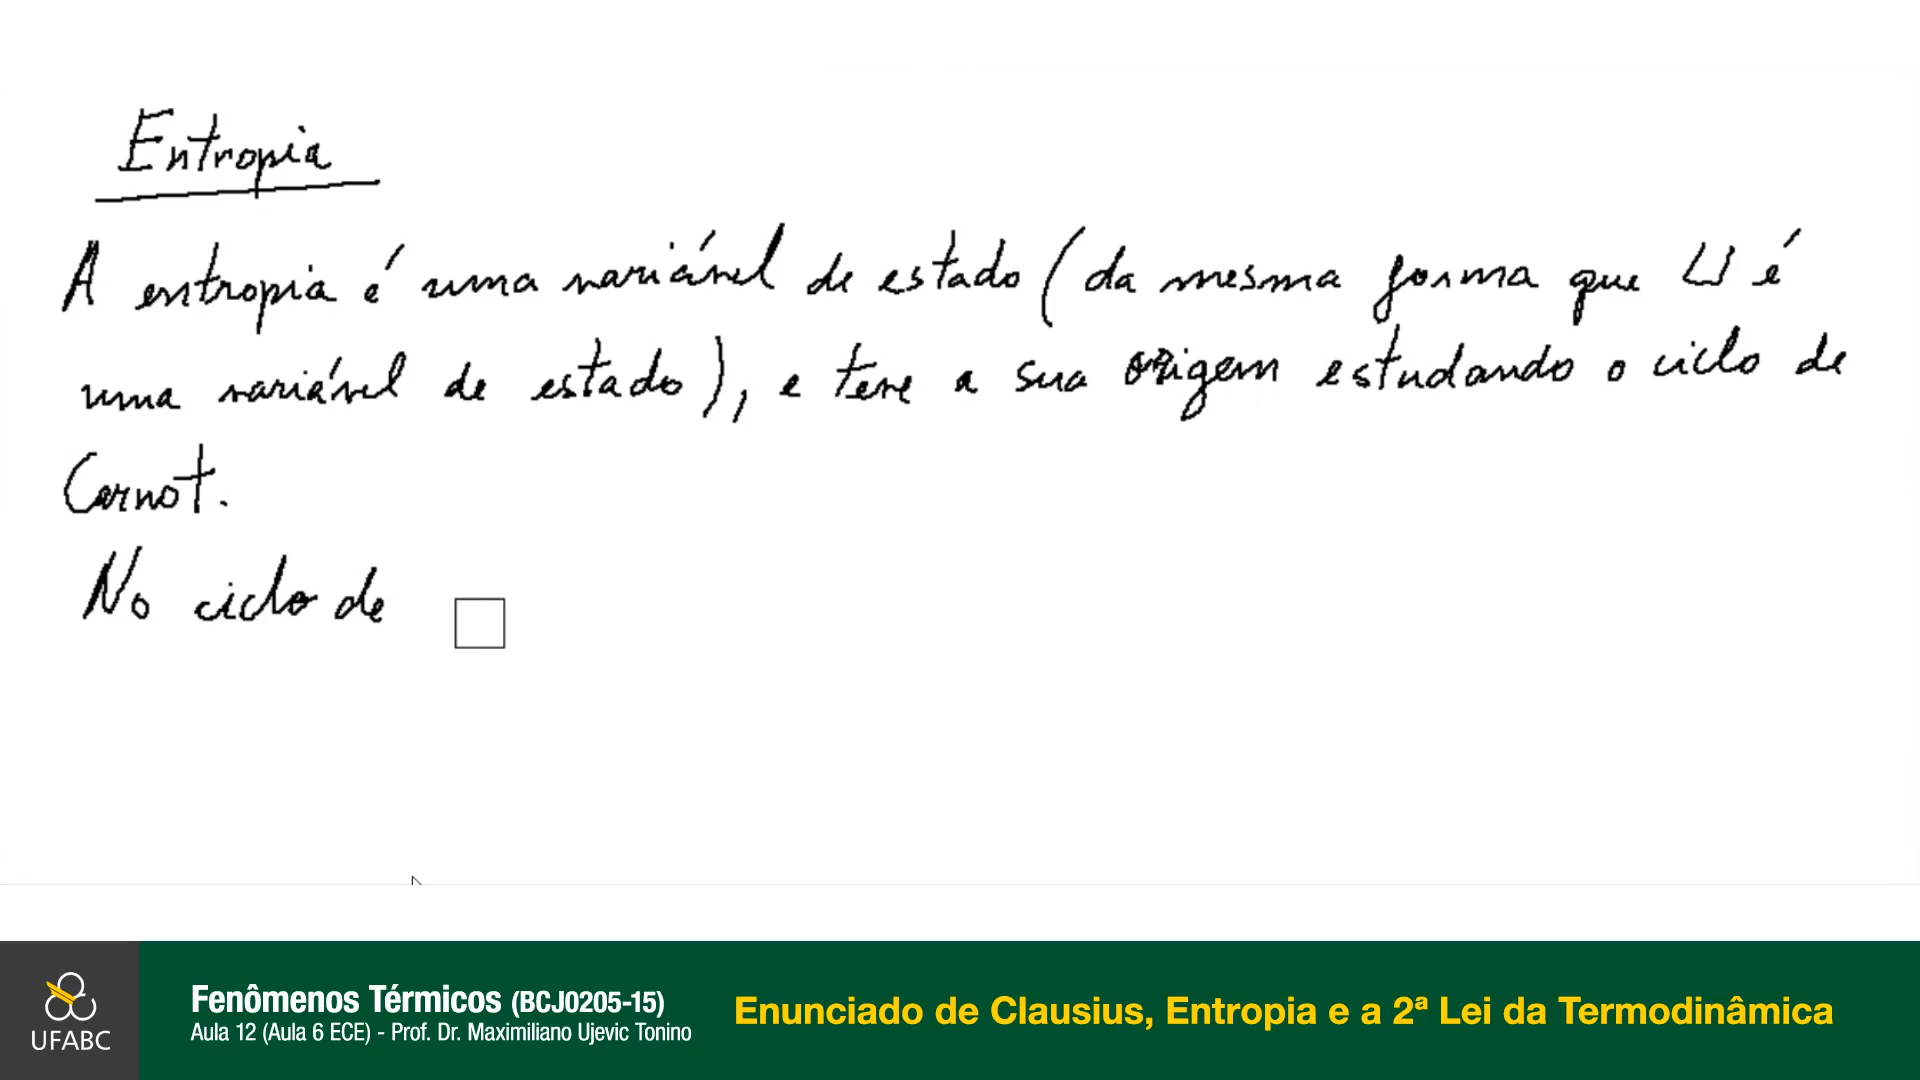 Entropia
A entropia é uma variável de estado (da mesma forma que U é
uma variável de estado), e teve a sua origem estudando o ciclo de
Carnot.
No ciclo de
UFABC
Fenômenos Térmicos (BCJ0205-15)
Aula 12 (Aula 6 ECE) - Prof. Dr. Maximiliano Ujevic Tonino
Enunciado de Clausius, Entropia e a 2ª Lei da Termodinâmica